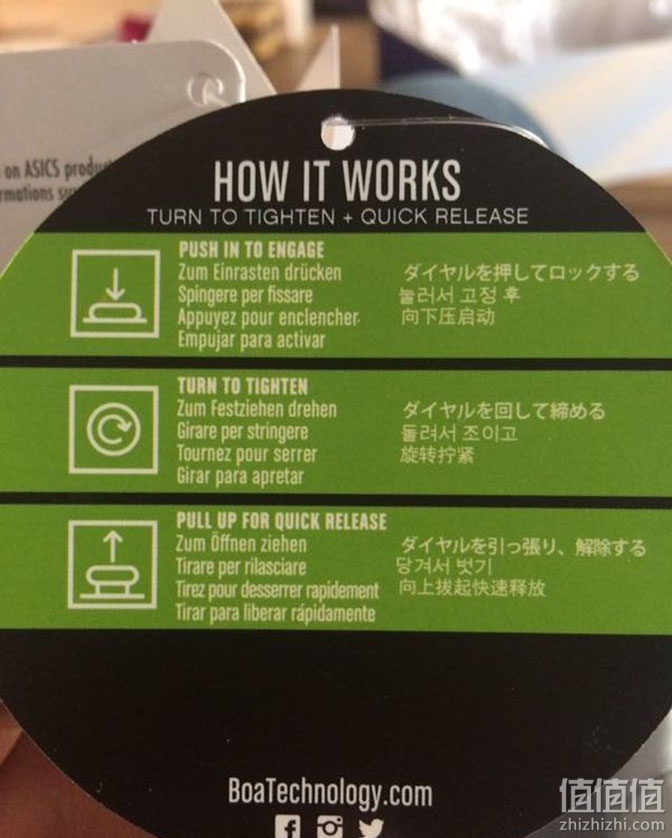 on ASICS
HOW IT WORKS
TURN TO TIGHTEN + QUICK RELEASE
PUSH IN TO ENGAGE
Zum Einrasten drücken
Spingere per fissare
Appuyez pour enclencher
Empujar para activar
ダイヤルを押してロックする
눌러서 고정 후
向下压启动
TURN TO TIGHTEN
Zum Festziehen drehen
Girare per stringere
Tournez pour serrer
Girar para apretar
ダイヤルを回して締める
돌려서 조이고
旋转拧紧
PULL UP FOR QUICK RELEASE
Zum Öffnen ziehen
Tirare per rilasciare
Tirez pour desserrer rapidement
Tirar para liberar rápidamente
ダイヤルを引っ張り、解除する
당겨서 벗기
向上拔起快速释放
BoaTechnology.com
值值值
zhizhizhi.com